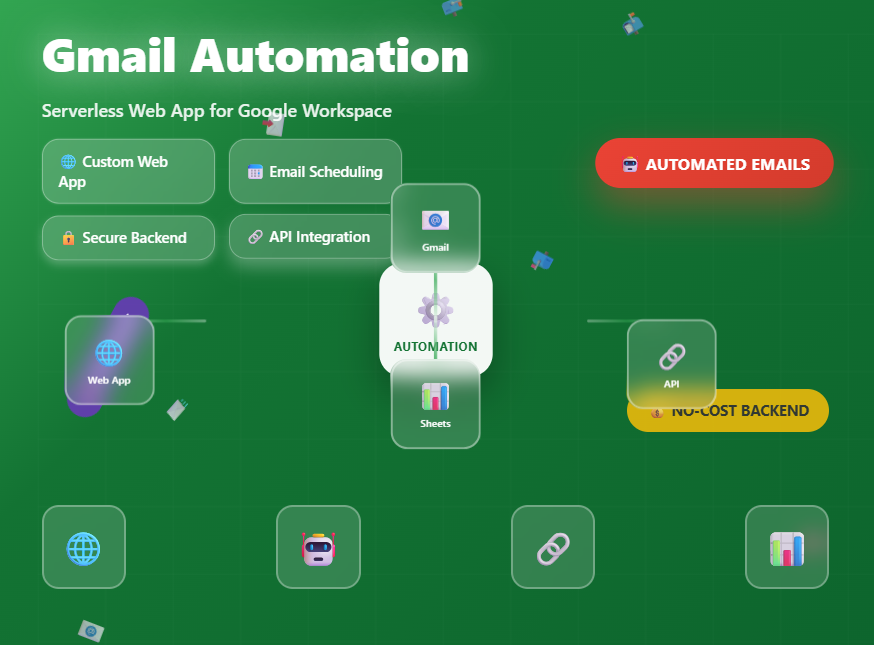 Gmail Automation
Serverless Web App for Google Workspace
Custom Web
App
Email Scheduling
AUTOMATED EMAILS
Secure Backend
API Integration
Gmail
AUTOMATION
Web App
API
NO-COST BACKEND
Sheets